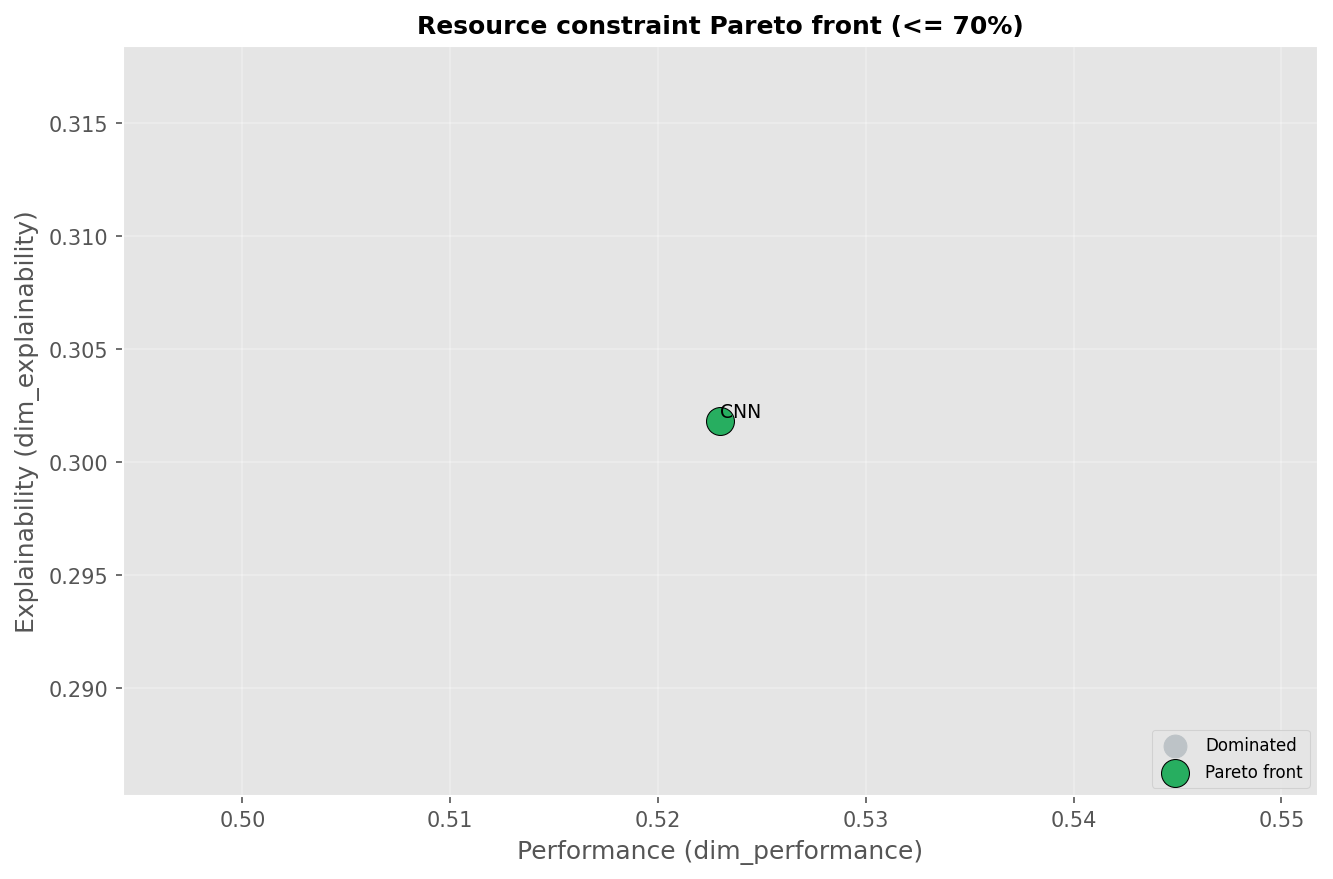 Resource constraint Pareto front (<= 70%)
Explainability (dim_explainability)
0.315
0.310
0.305
0.300
0.295
0.290
CNN
Dominated
Pareto front
0.50 0.51 0.52 0.53 0.54 0.55
Performance (dim_performance)